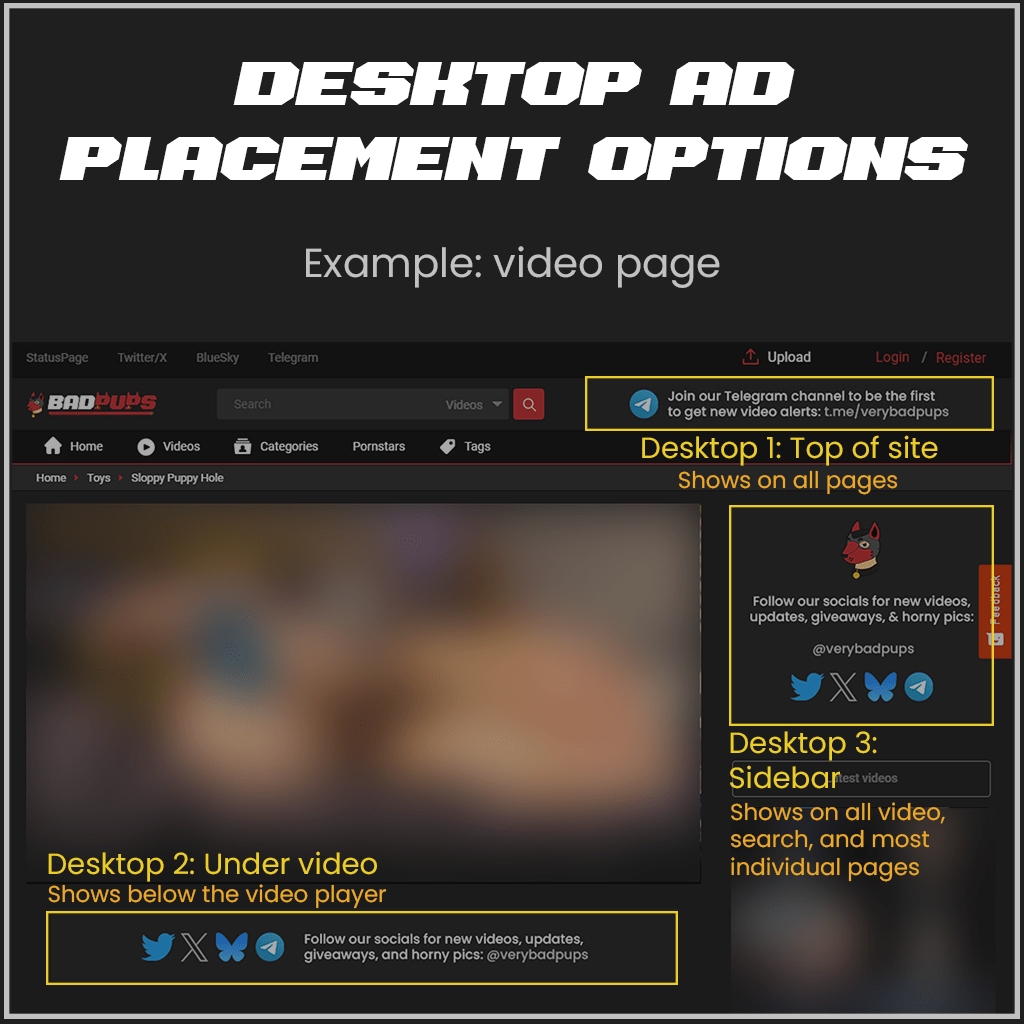 DESKTOP AD
PLACEMENT OPTIONS
Example: video page
StatusPage Twitter/X BlueSky Telegram Upload Login / Register
BADPUPS Search Videos
Join our Telegram channel to be the first
to get new video alerts: t.me/verybadpups
Home Videos Categories Pornstars Tags
Desktop 1: Top of site
Shows on all pages
Home Toys Sloppy Puppy Hole
Follow our socials for new videos,
updates, giveaways, & horny pics:
@verybadpups
Feedback
Desktop 3:
Sidebar
videos
Shows on all video,
search, and most
individual pages
Desktop 2: Under video
Shows below the video player
Follow our socials for new videos, updates,
giveaways, and horny pics: @verybadpups